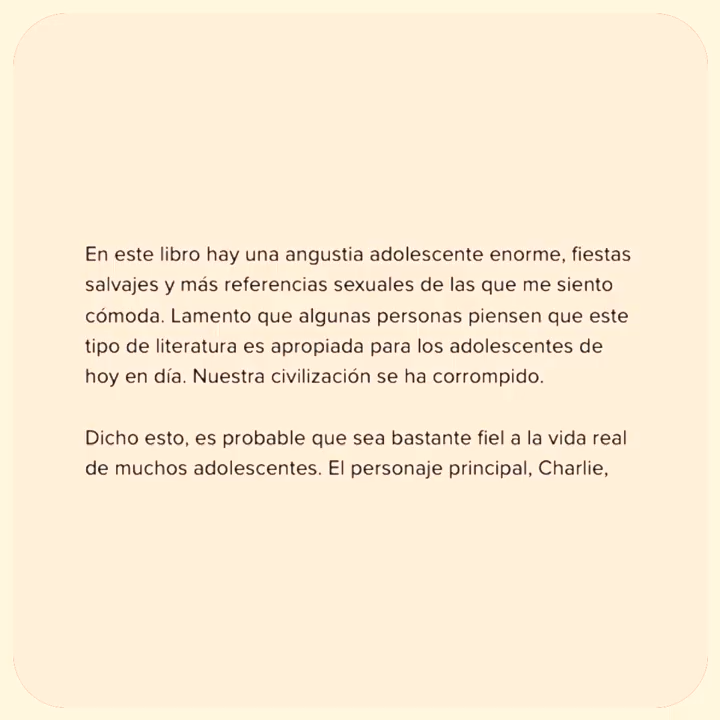 En este libro hay una angustia adolescente enorme, fiestas
salvajes y más referencias sexuales de las que me siento
cómoda. Lamento que algunas personas piensen que este
tipo de literatura es apropiada para los adolescentes de
hoy en día. Nuestra civilización se ha corrompido.
Dicho esto, es probable que sea bastante fiel a la vida real
de muchos adolescentes. El personaje principal, Charlie,